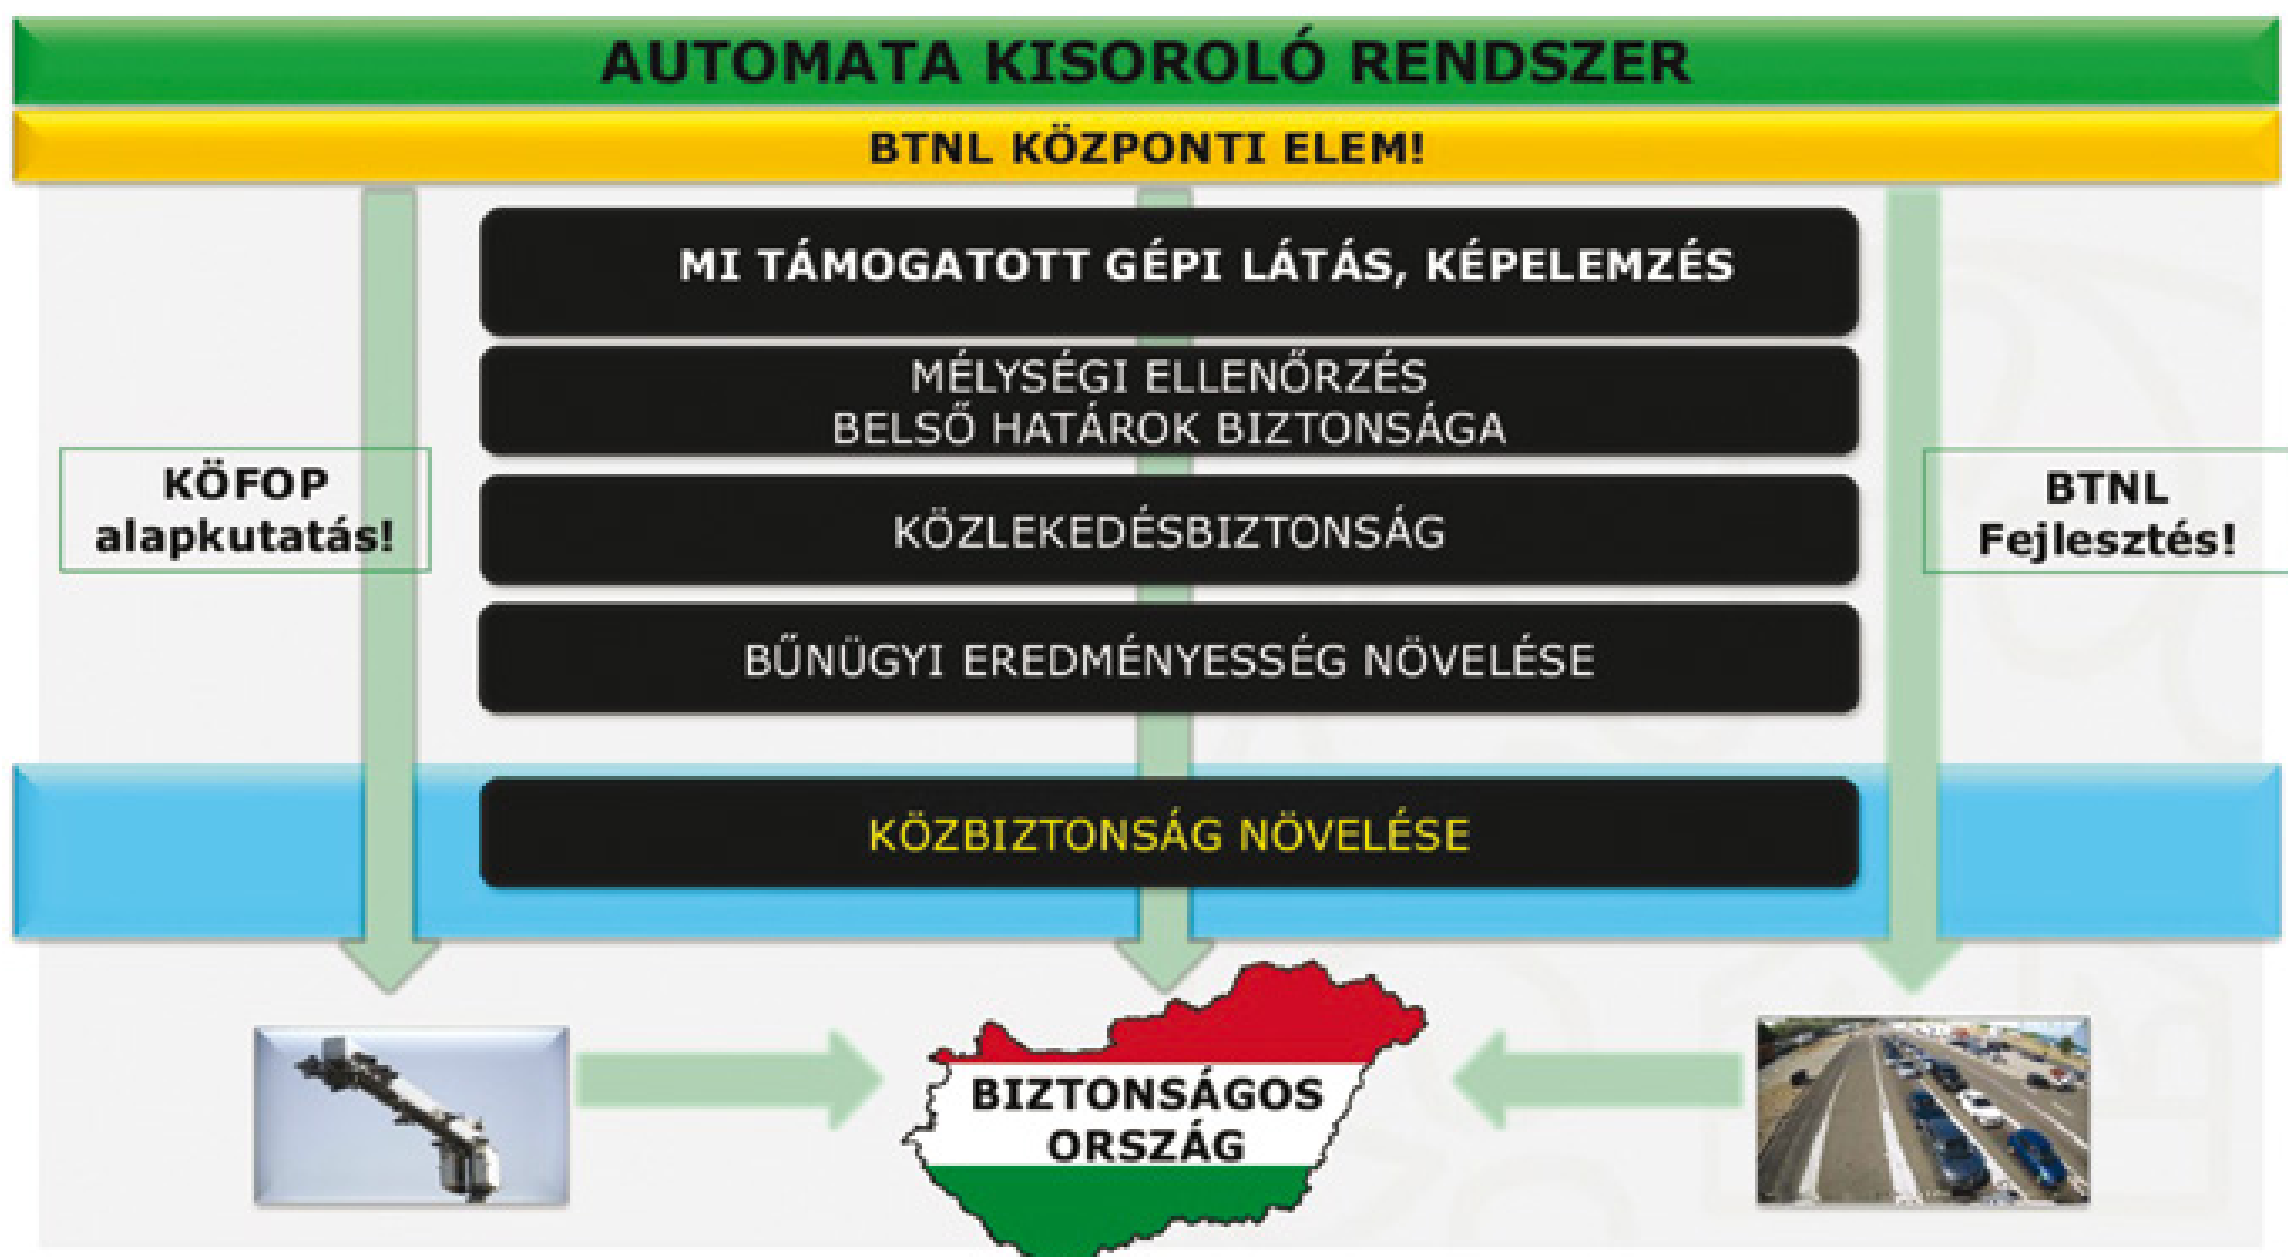 AUTOMATA KISOROLÓ RENDSZER
BTNL KÖZPONTI ELEM!
MI TÁMOGATOTT GÉPI LÁTÁS, KÉPELEMZÉS
MÉLYSÉGI ELLENŐRZÉS
BELSŐ HATÁROK BIZTONSÁGA
KÖFOP
alapkutatás!
KÖZLEKEDÉSBIZTONSÁG
BTNL
Fejlesztés!
BŰNÜGYI EREDMÉNYESSÉG NÖVELÉSE
KÖZBIZTONSÁG NÖVELÉSE
BIZTONSÁGOS
ORSZÁG